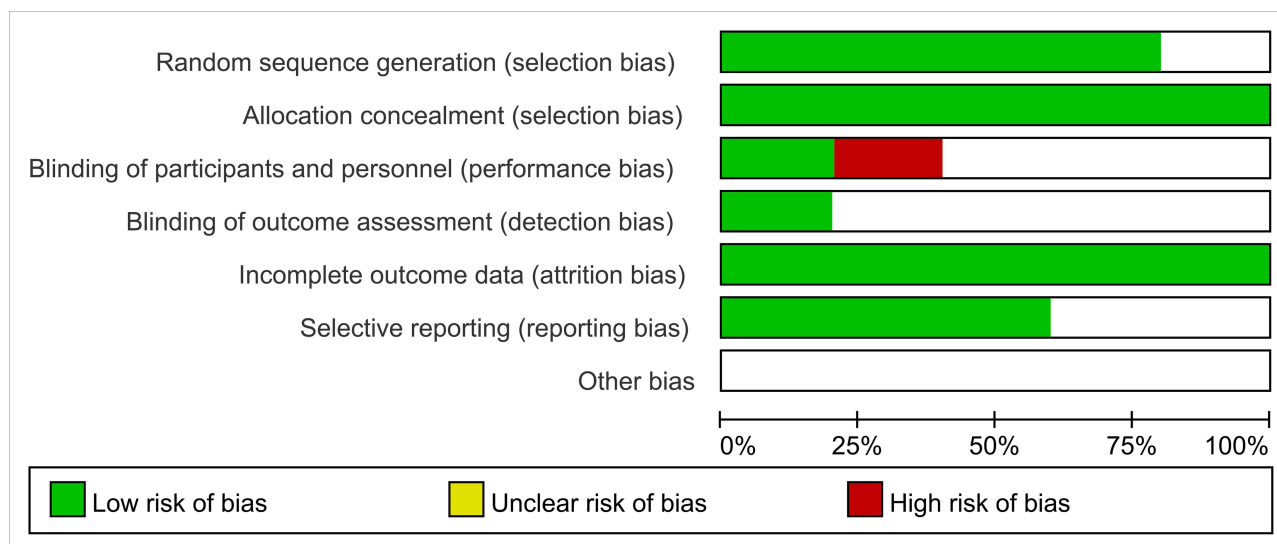 Random sequence generation (selection bias)
Allocation concealment (selection bias)
Blinding of participants and personnel (performance bias)
Blinding of outcome assessment (detection bias)
Incomplete outcome data (attrition bias)
Selective reporting (reporting bias)
Other bias
0% 25% 50% 75% 100%
Low risk of bias Unclear risk of bias High risk of bias